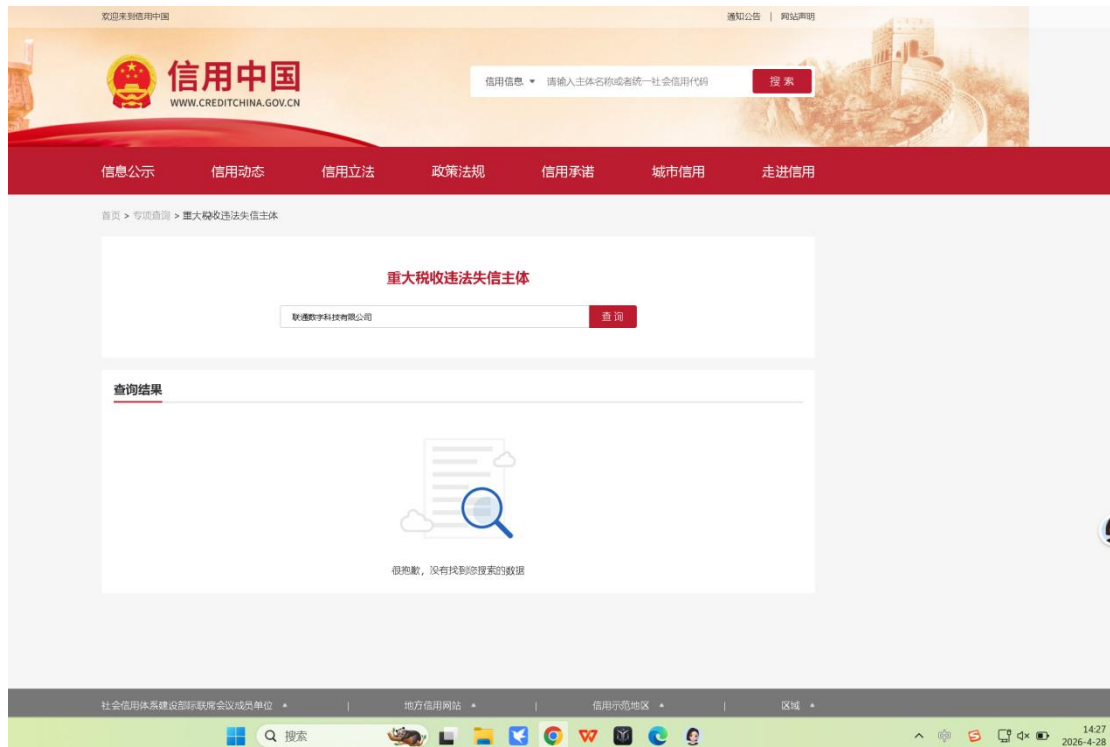 欢迎来到信用中国
通知公告 | 网站声明
信用中国
WWW.CREDITCHINA.GOV.CN
信用信息 请输入主体名称或者统一社会信用代码 搜索
信息公示 信用动态 信用立法 政策法规 信用承诺 城市信用 走进信用
首页 > 专项查询 > 重大税收违法失信主体
重大税收违法失信主体
联通数字科技有限公司 查询
查询结果
很抱歉,没有找到您搜索的数据
社会信用体系建设部际联席会议成员单位 | 地方信用网站 | 信用示范地区 | 区域
搜索
中
14:27
2026-4-28